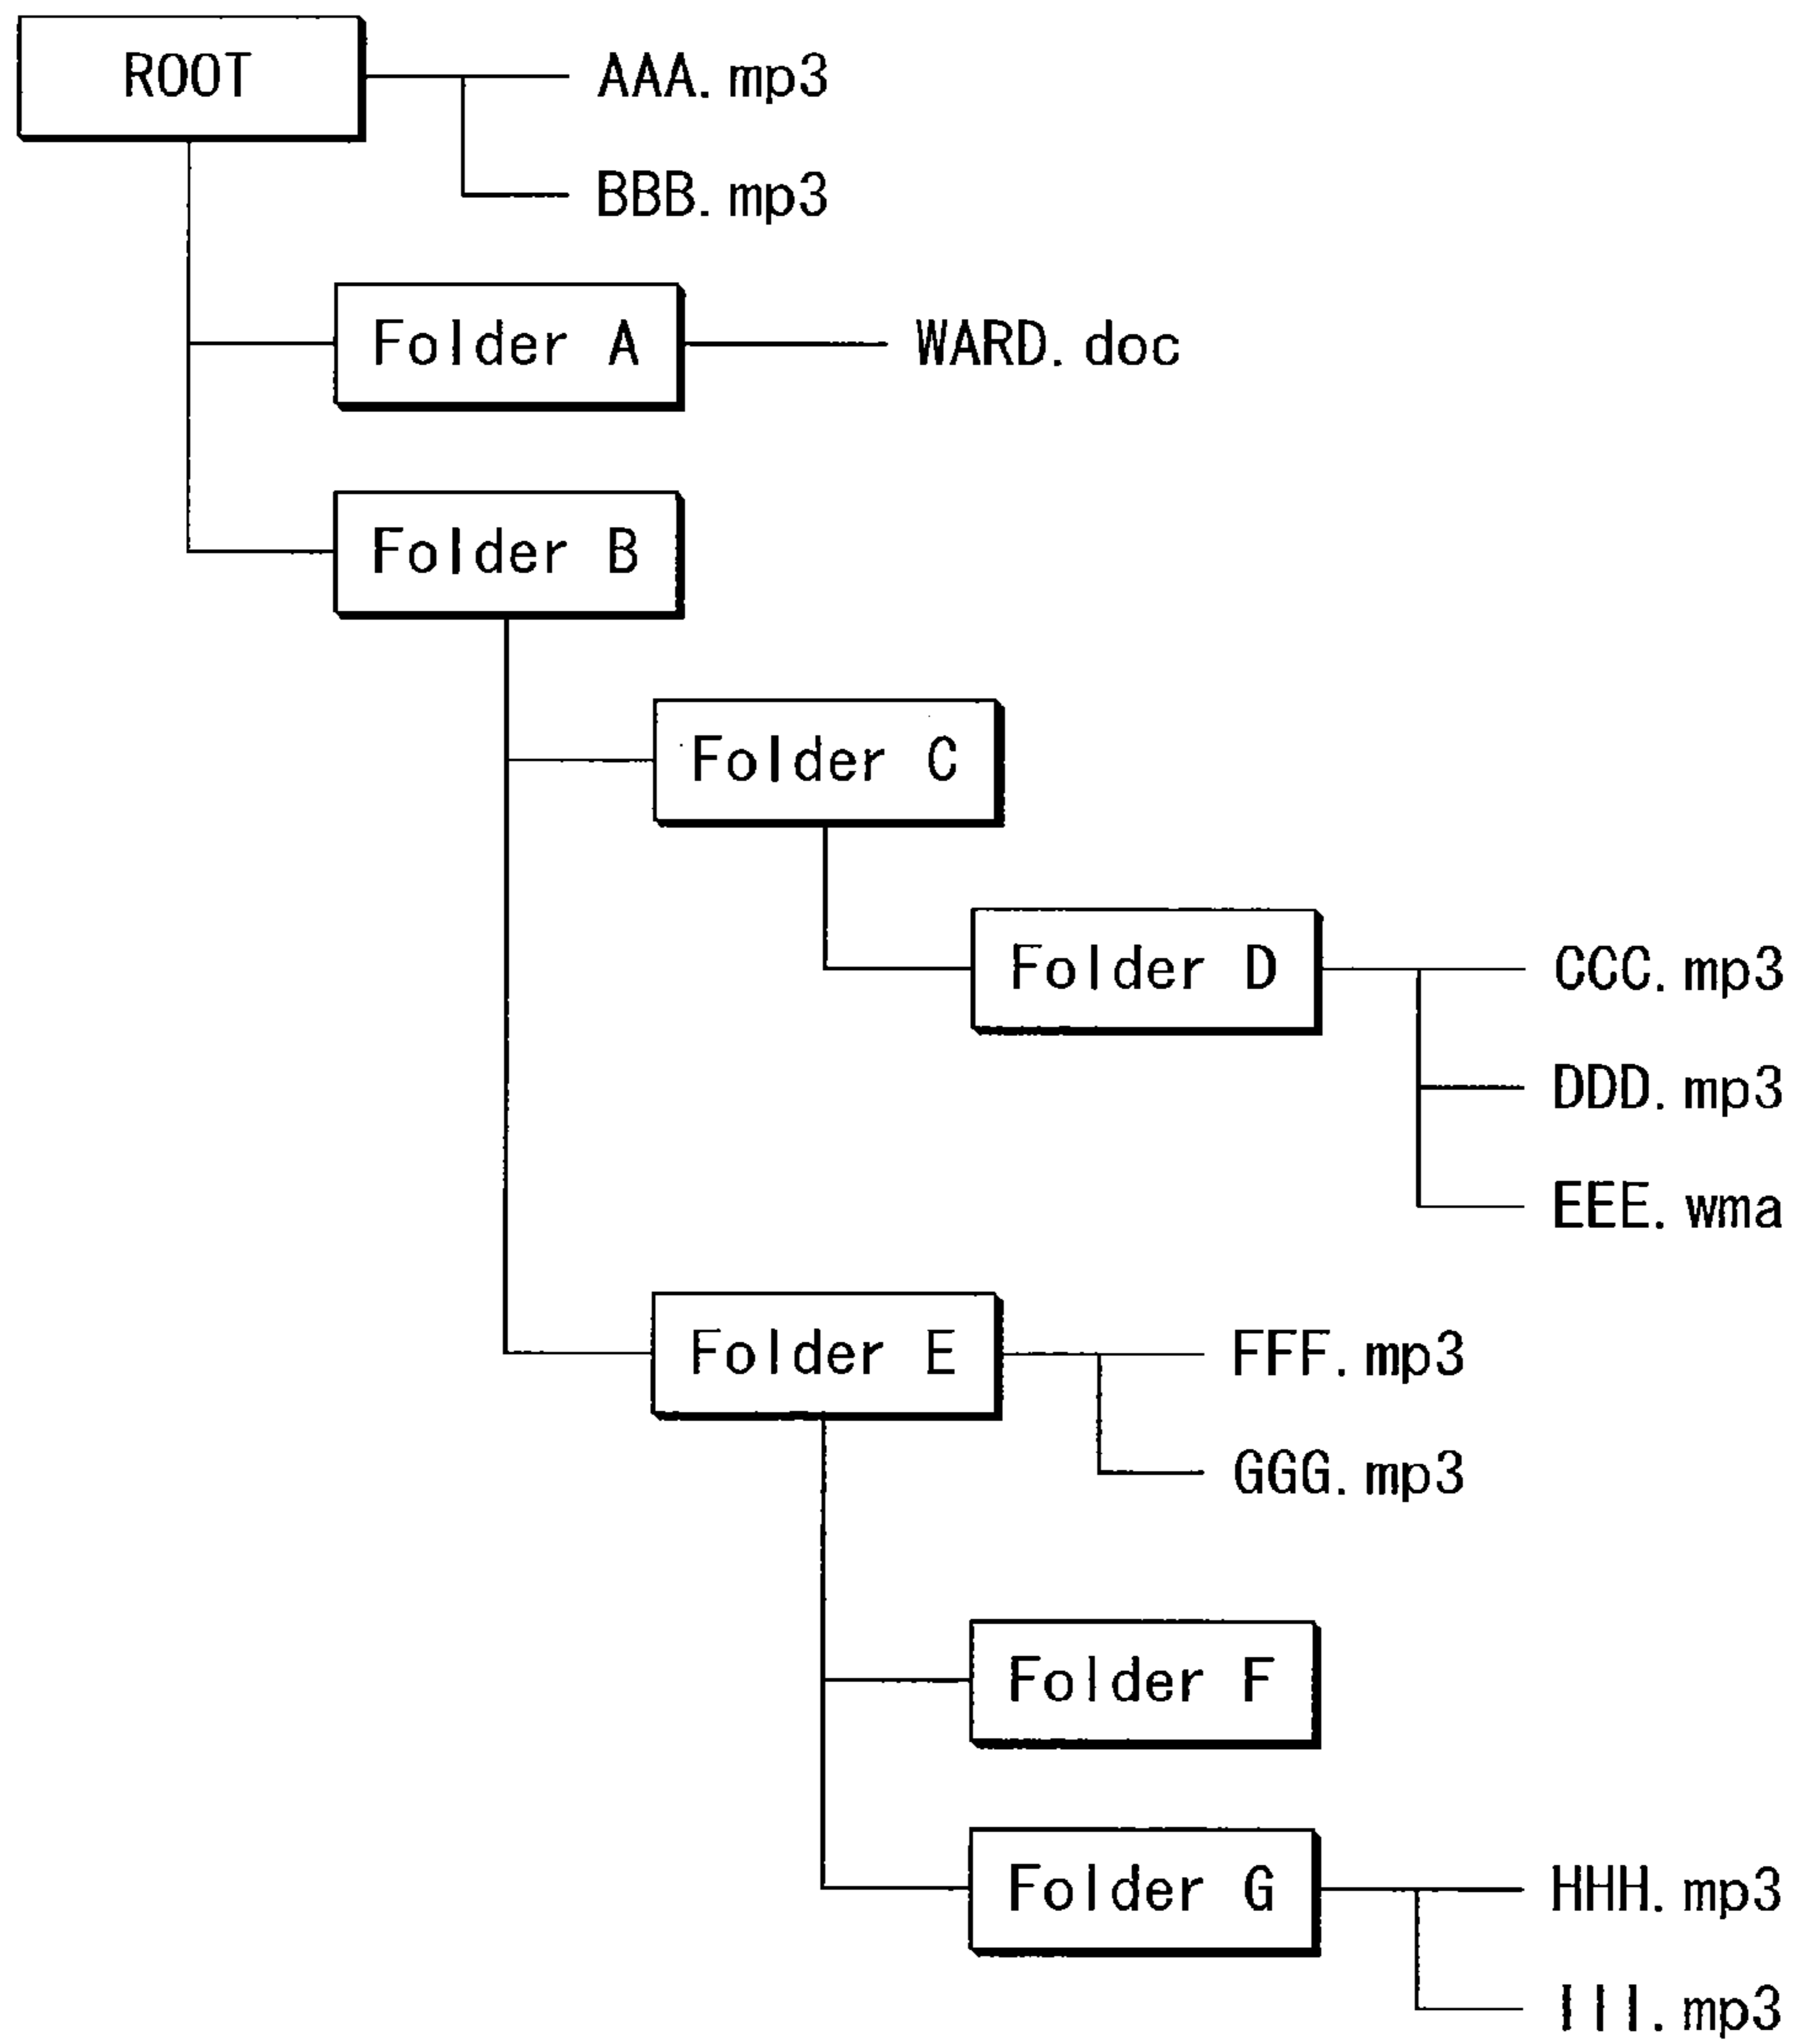 ROOT
AAA.mp3
BBB.mp3
Folder A
WARD.doc
Folder B
Folder C
Folder D
CCC.mp3
DDD.mp3
EEE.wma
Folder E
FFF.mp3
GGG.mp3
Folder F
Folder G
HHH.mp3
III.mp3